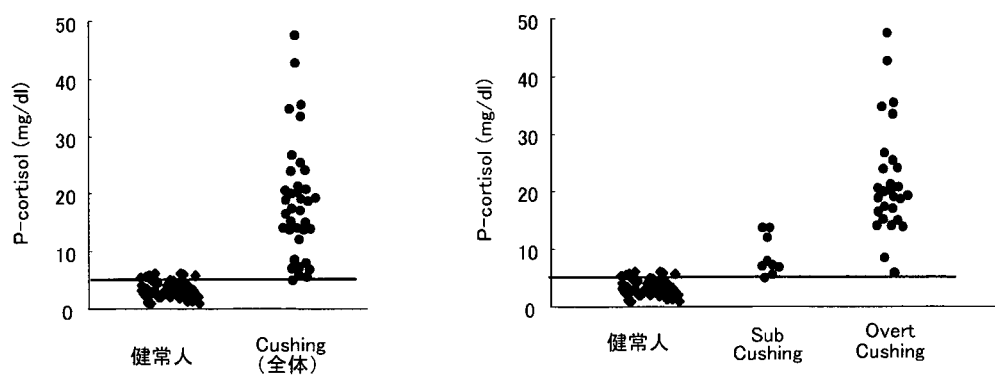 P-cortisol (mg/dl)
50
40
30
20
10
0
健常人
Cushing
(全体)
P-cortisol (mg/dl)
50
40
30
20
10
0
健常人
Sub
Cushing
Overt
Cushing